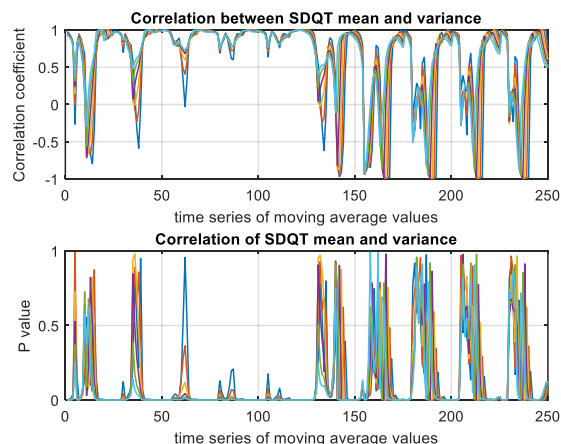 Correlation between SDQT mean and variance
Correlation coefficient
1
0.5
0
-0.5
-1
0 50 100 150 200 250
time series of moving average values
Correlation of SDQT mean and variance
P value
1
0.5
0
0 50 100 150 200 250
time series of moving average values